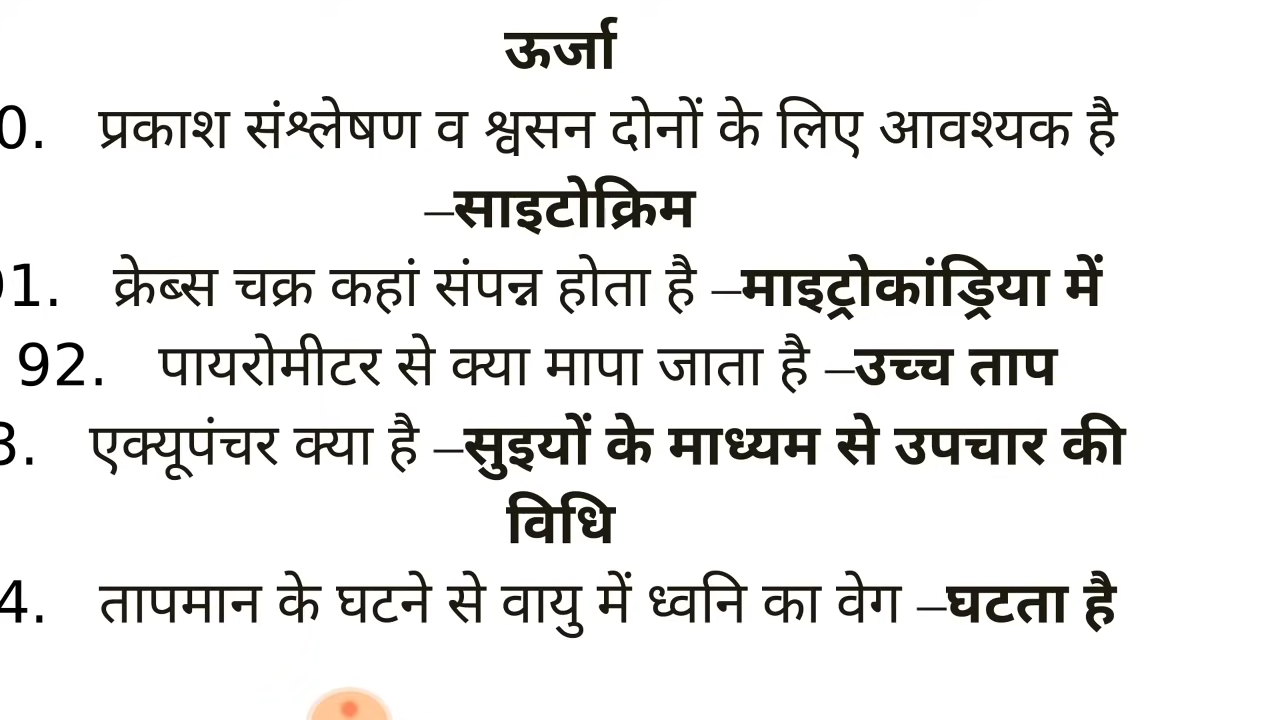 ऊर्जा
0. प्रकाश संश्लेषण व श्वसन दोनों के लिए आवश्यक है
–साइटोक्रिम
91. क्रेब्स चक्र कहां संपन्न होता है –माइट्रोकांड्रिया में
92. पायरोमीटर से क्या मापा जाता है –उच्च ताप
3. एक्यूपंचर क्या है –सुइयों के माध्यम से उपचार की
विधि
4. तापमान के घटने से वायु में ध्वनि का वेग –घटता है